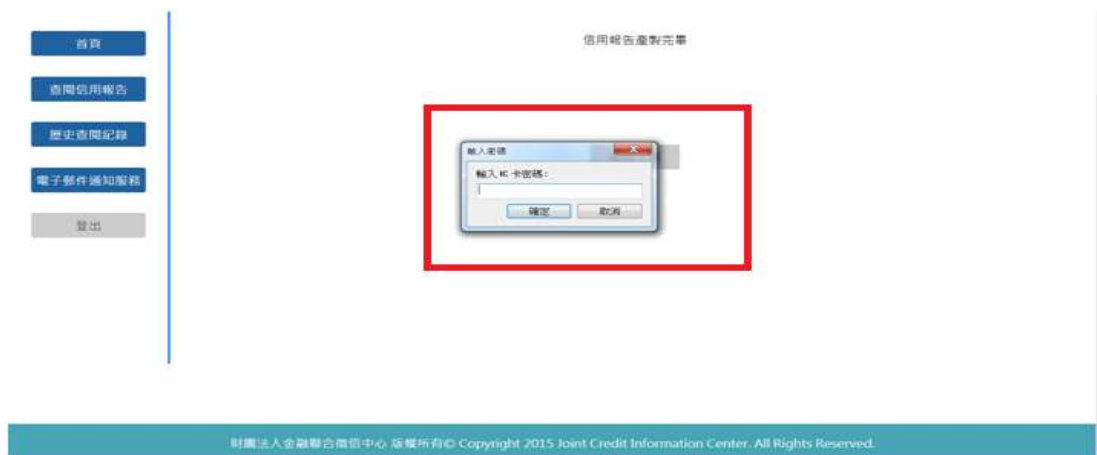 首頁
信用報告產製完畢
查閱信用報告
歷史查閱記錄
電子郵件通知服務
登出
輸入密碼
輸入 IC 卡密碼:
確定
取消
財團法人金融聯合徵信中心 版權所有© Copyright 2015 Joint Credit Information Center. All Rights Reserved.